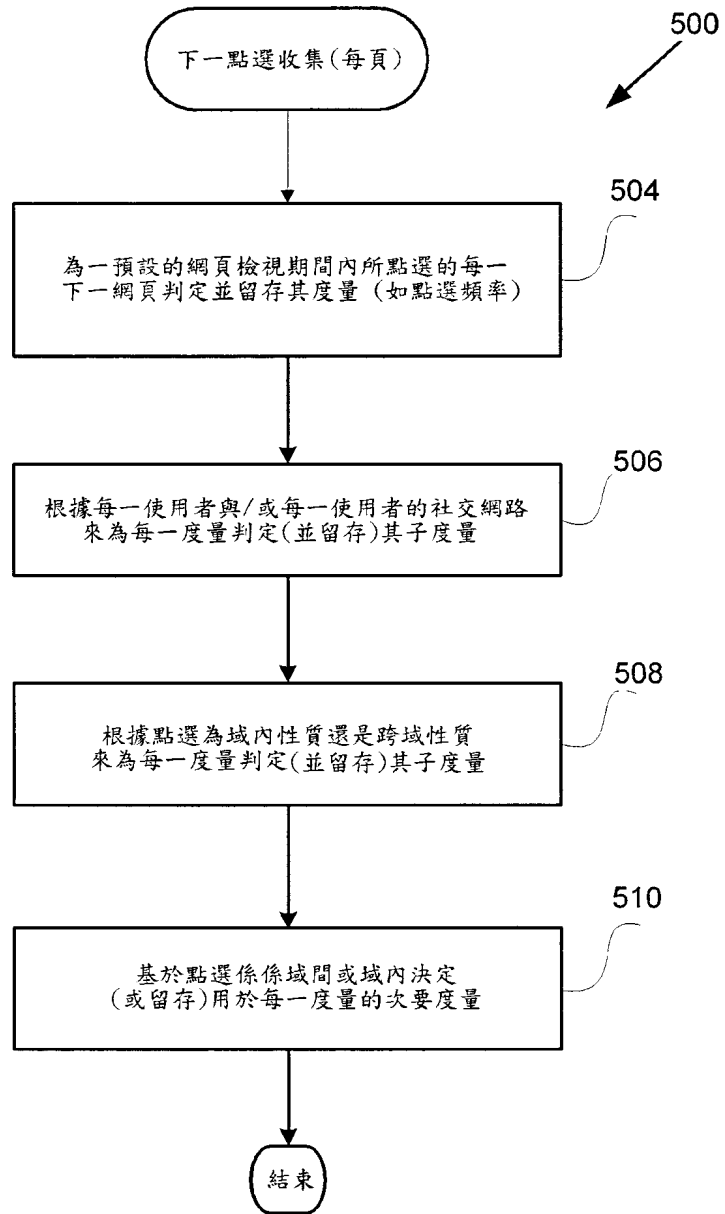 下一點選收集(每頁)
500
504
為一預設的網頁檢視期間內所點選的每一
下一網頁判定並留存其度量 (如點選頻率)
506
根據每一使用者與/或每一使用者的社交網路
來為每一度量判定(並留存)其子度量
508
根據點選為域內性質還是跨域性質
來為每一度量判定(並留存)其子度量
510
基於點選係係域間或域內決定
(或留存)用於每一度量的次要度量
結束